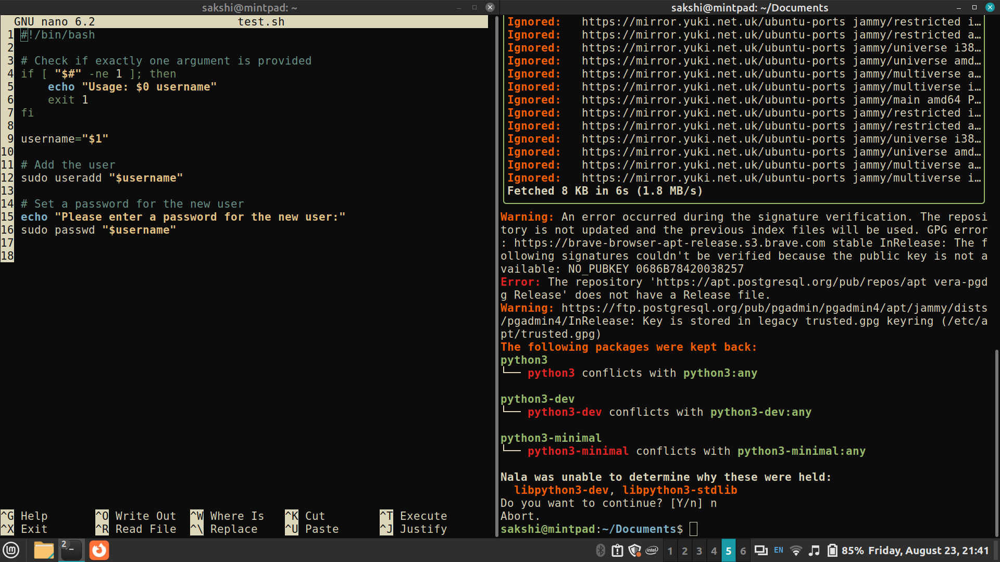 sakshi@mintpad: ~
GNU nano 6.2 test.sh
1 #!/bin/bash
2
3 # Check if exactly one argument is provided
4 if [ "$#" -ne 1 ]; then
5 echo "Usage: $0 username"
6 exit 1
7 fi
8
9 username="$1"
10
11 # Add the user
12 sudo useradd "$username"
13
14 # Set a password for the new user
15 echo "Please enter a password for the new user:"
16 sudo passwd "$username"
17
18
^G Help ^O Write Out ^W Where Is ^K Cut ^T Execute
^X Exit ^R Read File ^\ Replace ^U Paste ^J Justify
sakshi@mintpad: ~/Documents
Ignored: https://mirror.yuki.net.uk/ubuntu-ports jammy/restricted i…
Ignored: https://mirror.yuki.net.uk/ubuntu-ports jammy/restricted a…
Ignored: https://mirror.yuki.net.uk/ubuntu-ports jammy/universe i38…
Ignored: https://mirror.yuki.net.uk/ubuntu-ports jammy/universe amd…
Ignored: https://mirror.yuki.net.uk/ubuntu-ports jammy/multiverse a…
Ignored: https://mirror.yuki.net.uk/ubuntu-ports jammy/multiverse i…
Ignored: https://mirror.yuki.net.uk/ubuntu-ports jammy/main amd64 P…
Ignored: https://mirror.yuki.net.uk/ubuntu-ports jammy/restricted i…
Ignored: https://mirror.yuki.net.uk/ubuntu-ports jammy/restricted a…
Ignored: https://mirror.yuki.net.uk/ubuntu-ports jammy/universe i38…
Ignored: https://mirror.yuki.net.uk/ubuntu-ports jammy/universe amd…
Ignored: https://mirror.yuki.net.uk/ubuntu-ports jammy/multiverse a…
Ignored: https://mirror.yuki.net.uk/ubuntu-ports jammy/multiverse i…
Fetched 8 KB in 6s (1.8 MB/s)
Warning: An error occurred during the signature verification. The reposi
tory is not updated and the previous index files will be used. GPG error
: https://brave-browser-apt-release.s3.brave.com stable InRelease: The f
ollowing signatures couldn't be verified because the public key is not a
vailable: NO_PUBKEY 0686B78420038257
Error: The repository 'https://apt.postgresql.org/pub/repos/apt vera-pgd
g Release' does not have a Release file.
Warning: https://ftp.postgresql.org/pub/pgadmin/pgadmin4/apt/jammy/dists
/pgadmin4/InRelease: Key is stored in legacy trusted.gpg keyring (/etc/a
pt/trusted.gpg)
The following packages were kept back:
python3
└── python3 conflicts with python3:any
python3-dev
└── python3-dev conflicts with python3-dev:any
python3-minimal
└── python3-minimal conflicts with python3-minimal:any
Nala was unable to determine why these were held:
libpython3-dev, libpython3-stdlib
Do you want to continue? [Y/n] n
Abort.
sakshi@mintpad:~/Documents$
2 intel 1 2 3 4 5 6 EN 85% Friday, August 23, 21:41